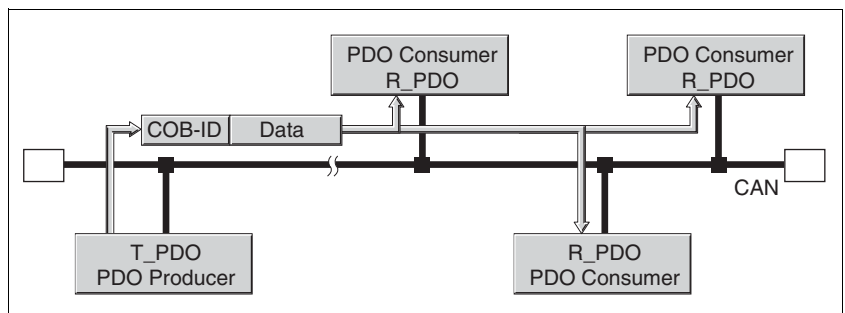 PDO Consumer
R_PDO
PDO Consumer
R_PDO
COB-ID
Data
CAN
T_PDO
PDO Producer
R_PDO
PDO Consumer